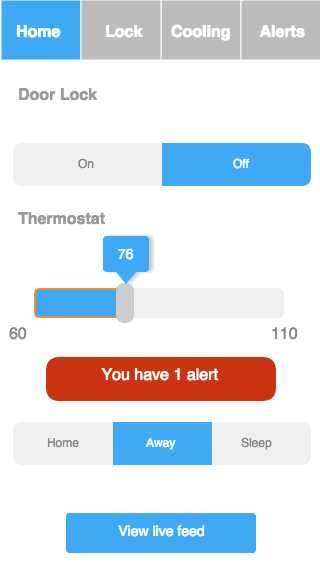 Home Lock Cooling Alerts
Door Lock
On Off
Thermostat
76
60 110
You have 1 alert
Home Away Sleep
View live feed